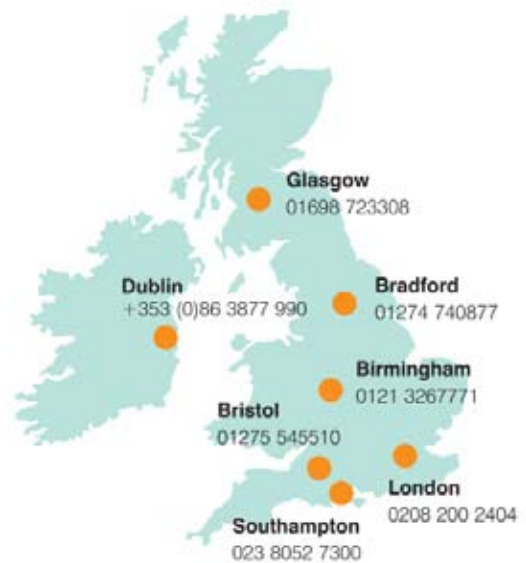 Glasgow
01698 723308
Dublin
+353 (0)86 3877 990
Bradford
01274 740877
Birmingham
0121 3267771
Bristol
01275 545510
London
0208 200 2404
Southampton
023 8052 7300